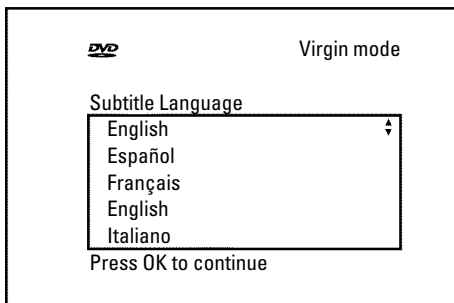 DVD
Virgin mode
Subtitle Language
English
Español
Français
English
Italiano
Press OK to continue